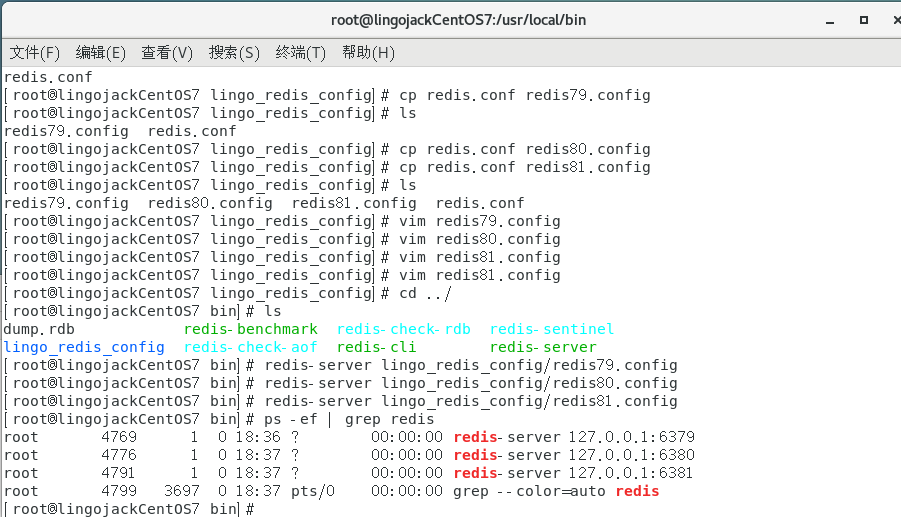 root@lingojackCentOS7:/usr/local/bin
文件(F) 编辑(E) 查看(V) 搜索(S) 终端(T) 帮助(H)
redis.conf
[root@lingojackCentOS7 lingo_redis_config]# cp redis.conf redis79.config
[root@lingojackCentOS7 lingo_redis_config]# ls
redis79.config  redis.conf
[root@lingojackCentOS7 lingo_redis_config]# cp redis.conf redis80.config
[root@lingojackCentOS7 lingo_redis_config]# cp redis.conf redis81.config
[root@lingojackCentOS7 lingo_redis_config]# ls
redis79.config  redis80.config  redis81.config  redis.conf
[root@lingojackCentOS7 lingo_redis_config]# vim redis79.config
[root@lingojackCentOS7 lingo_redis_config]# vim redis80.config
[root@lingojackCentOS7 lingo_redis_config]# vim redis81.config
[root@lingojackCentOS7 lingo_redis_config]# vim redis81.config
[root@lingojackCentOS7 lingo_redis_config]# cd ../
[root@lingojackCentOS7 bin]# ls
dump.rdb            redis-benchmark  redis-check-rdb  redis-sentinel
lingo_redis_config  redis-check-aof  redis-cli        redis-server
[root@lingojackCentOS7 bin]# redis-server lingo_redis_config/redis79.config
[root@lingojackCentOS7 bin]# redis-server lingo_redis_config/redis80.config
[root@lingojackCentOS7 bin]# redis-server lingo_redis_config/redis81.config
[root@lingojackCentOS7 bin]# ps -ef | grep redis
root       4769      1  0 18:36 ?        00:00:00 redis-server 127.0.0.1:6379
root       4776      1  0 18:37 ?        00:00:00 redis-server 127.0.0.1:6380
root       4791      1  0 18:37 ?        00:00:00 redis-server 127.0.0.1:6381
root       4799   3697  0 18:37 pts/0    00:00:00 grep --color=auto redis
[root@lingojackCentOS7 bin]#